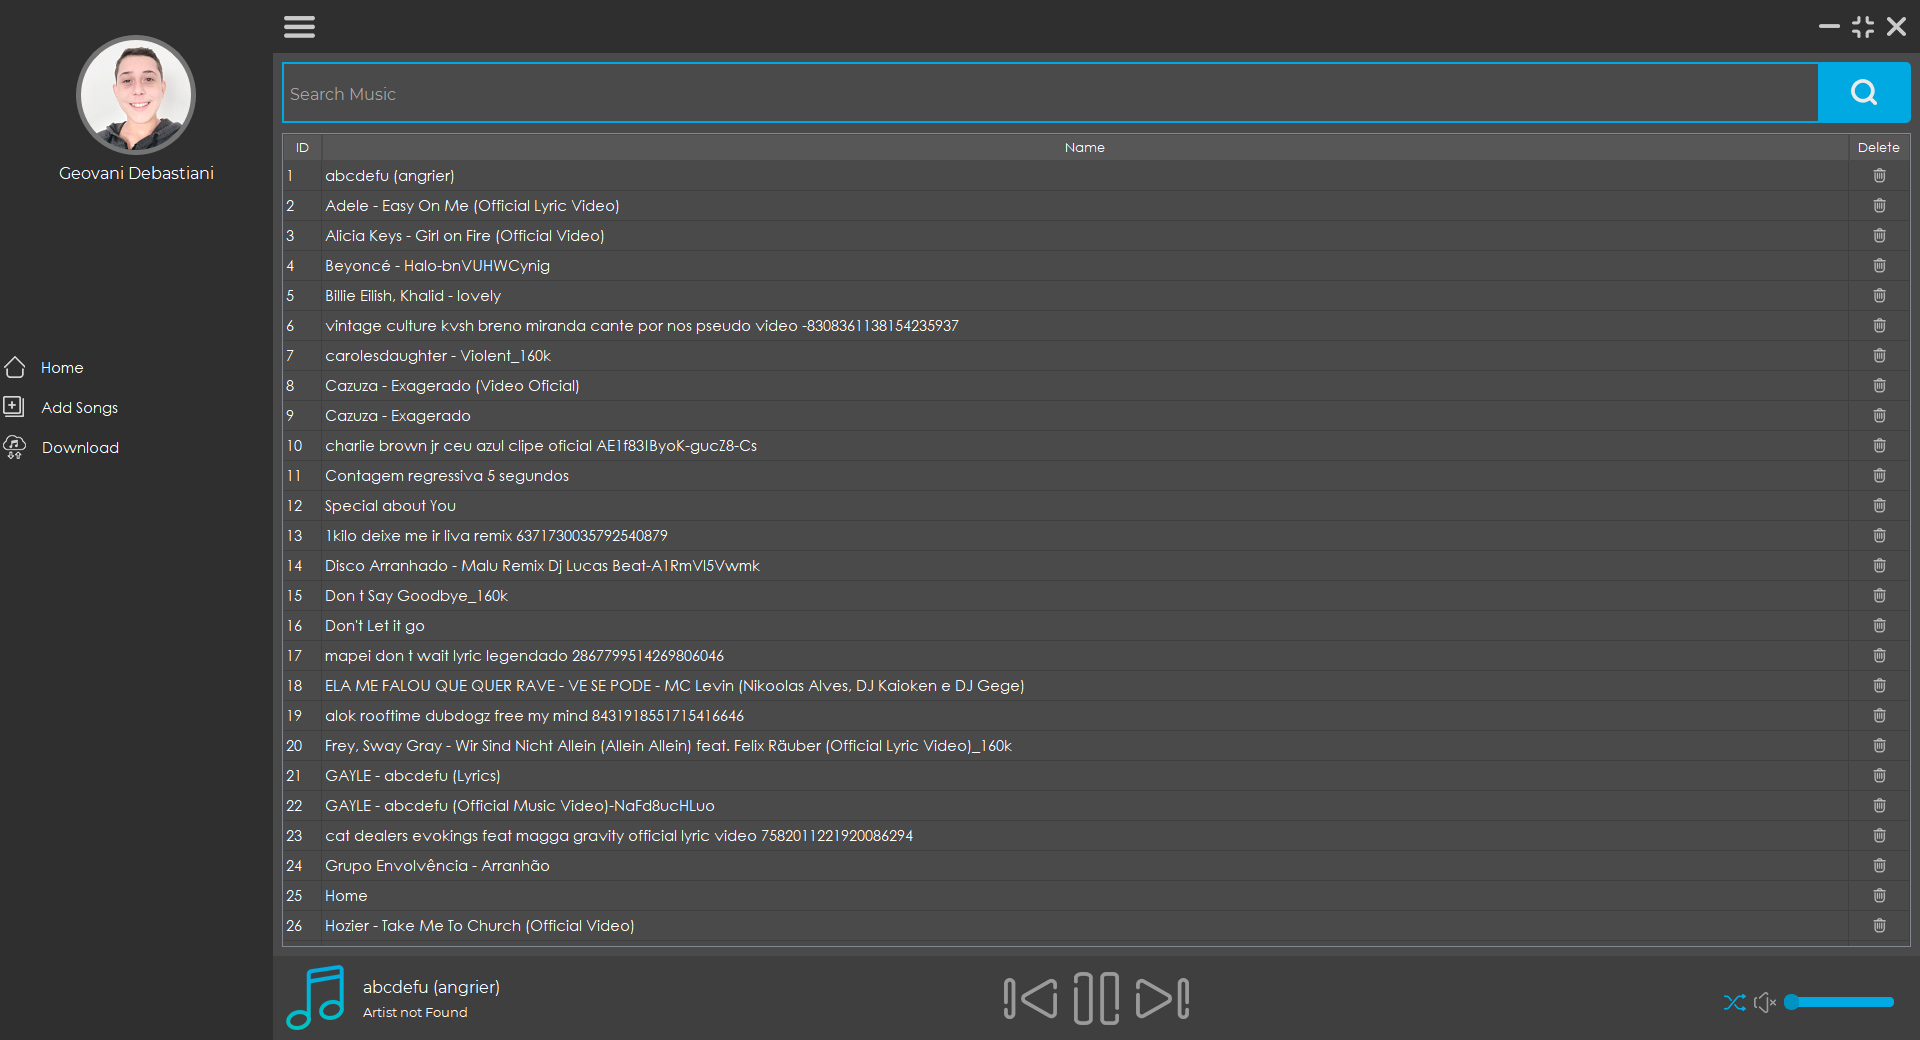 Geovani Debastiani
Home
Add Songs
Download
Search Music
ID Name Delete
1 abcdefu (angrier)
2 Adele - Easy On Me (Official Lyric Video)
3 Alicia Keys - Girl on Fire (Official Video)
4 Beyoncé - Halo-bnVUHWCynig
5 Billie Eilish, Khalid - lovely
6 vintage culture kvsh breno miranda cante por nos pseudo video -8308361138154235937
7 carolesdaughter - Violent_160k
8 Cazuza - Exagerado (Video Oficial)
9 Cazuza - Exagerado
10 charlie brown jr ceu azul clipe oficial AE1f83IByoK-gucZ8-Cs
11 Contagem regressiva 5 segundos
12 Special about You
13 1kilo deixe me ir liva remix 6371730035792540879
14 Disco Arranhado - Malu Remix Dj Lucas Beat-A1RmVI5Vwmk
15 Don t Say Goodbye_160k
16 Don't Let it go
17 mapei don t wait lyric legendado 2867799514269806046
18 ELA ME FALOU QUE QUER RAVE - VE SE PODE - MC Levin (Nikoolas Alves, DJ Kaioken e DJ Gege)
19 alok rooftime dubdogz free my mind 8431918551715416646
20 Frey, Sway Gray - Wir Sind Nicht Allein (Allein Allein) feat. Felix Räuber (Official Lyric Video)_160k
21 GAYLE - abcdefu (Lyrics)
22 GAYLE - abcdefu (Official Music Video)-NaFd8ucHLuo
23 cat dealers evokings feat magga gravity official lyric video 7582011221920086294
24 Grupo Envolvência - Arranhão
25 Home
26 Hozier - Take Me To Church (Official Video)
abcdefu (angrier)
Artist not Found